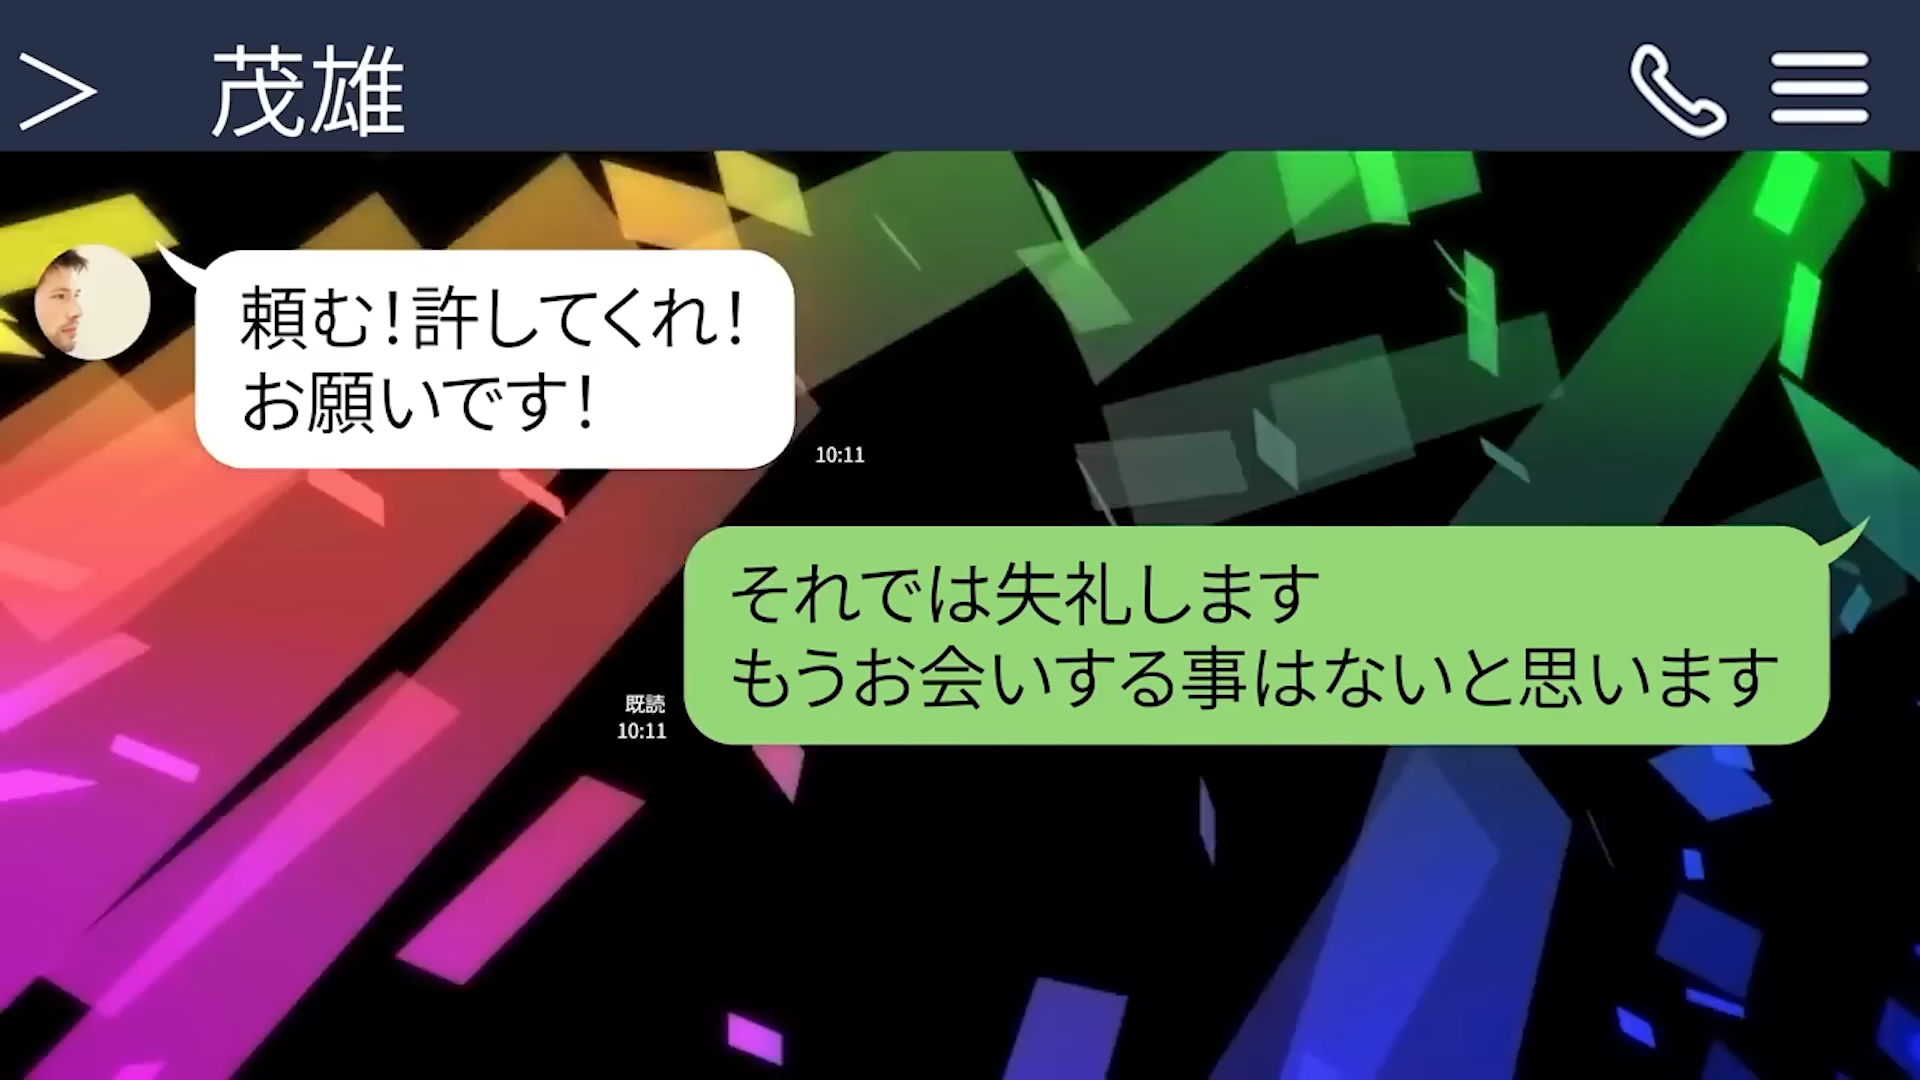 茂雄
頼む！許してくれ！
お願いです！
10:11
それでは失礼します
もうお会いする事はないと思います
既読
10:11